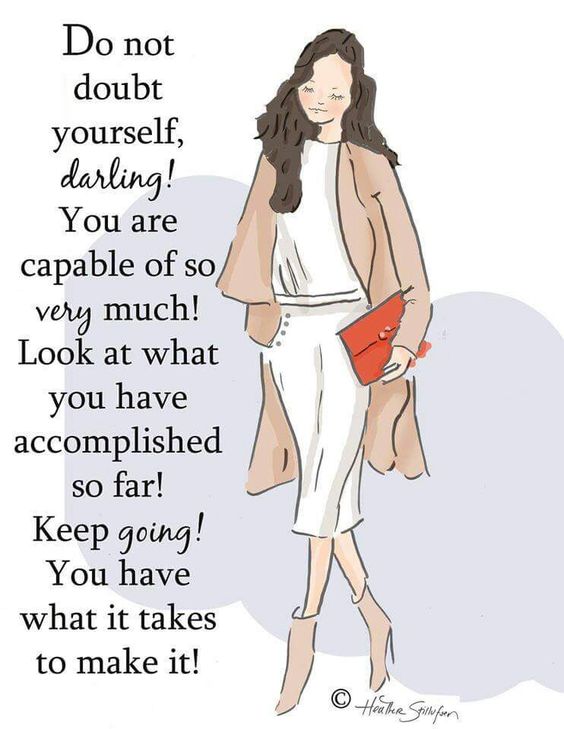 Do not
doubt
yourself,
darling!
You are
capable of so
very much!
Look at what
you have
accomplished
so far!
Keep going!
You have
what it takes
to make it!
© Heather Stillufsen